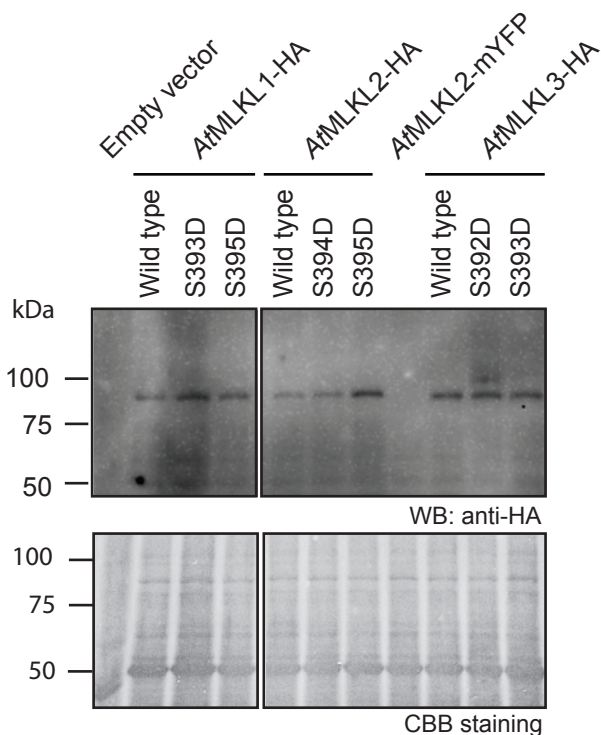 Empty vector
AtMLKL1-HA
AtMLKL2-HA
AtMLKL2-mYFP
AtMLKL3-HA
Wild type
S393D
S395D
Wild type
S394D
S395D
Wild type
S392D
S393D
kDa
100
75
50
WB: anti-HA
100
75
50
CBB staining